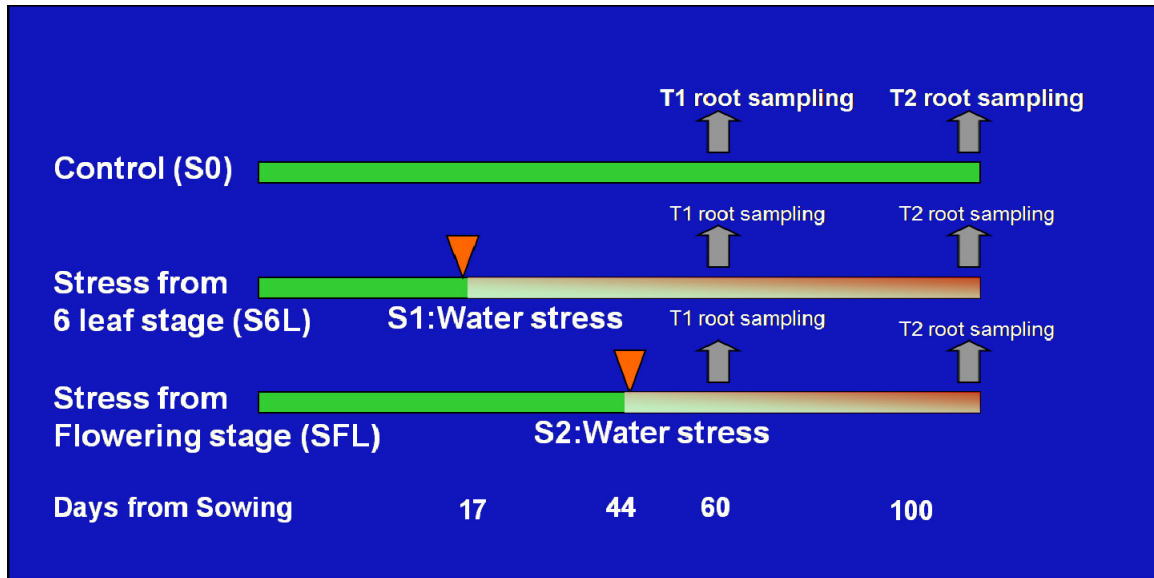 T1 root sampling T2 root sampling
Control (S0)
T1 root sampling T2 root sampling
Stress from
6 leaf stage (S6L)
S1:Water stress
T1 root sampling T2 root sampling
Stress from
Flowering stage (SFL)
S2:Water stress
Days from Sowing 17 44 60 100